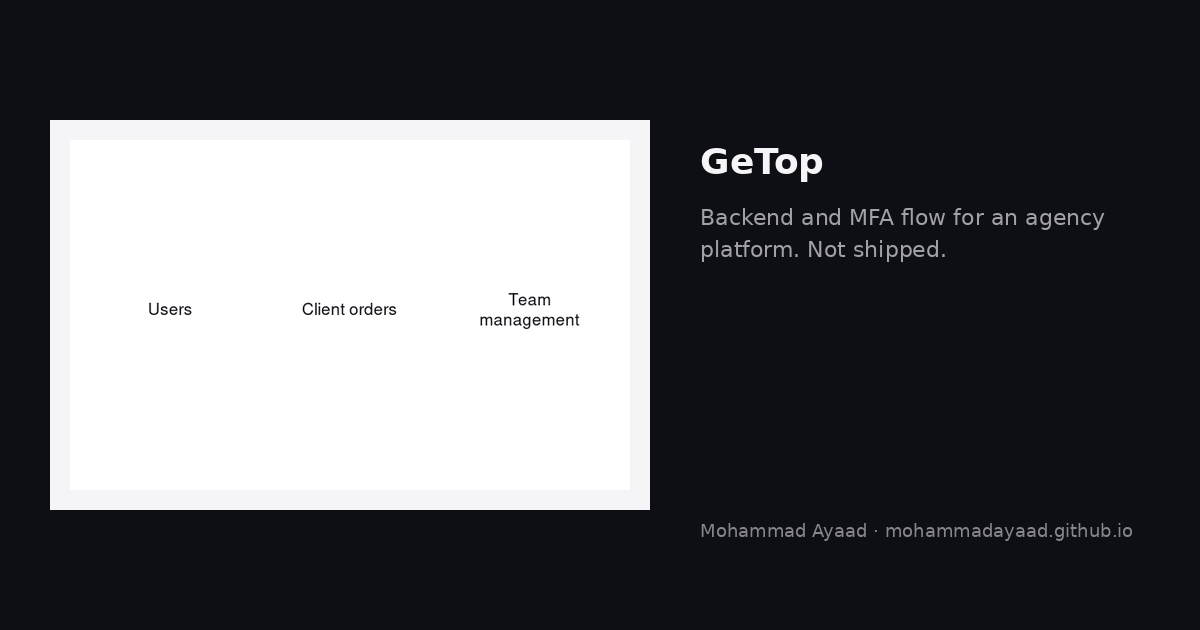 Users
Client orders
Team
management
GeTop
Backend and MFA flow for an agency
platform. Not shipped.
Mohammad Ayaad · mohammadayaad.github.io